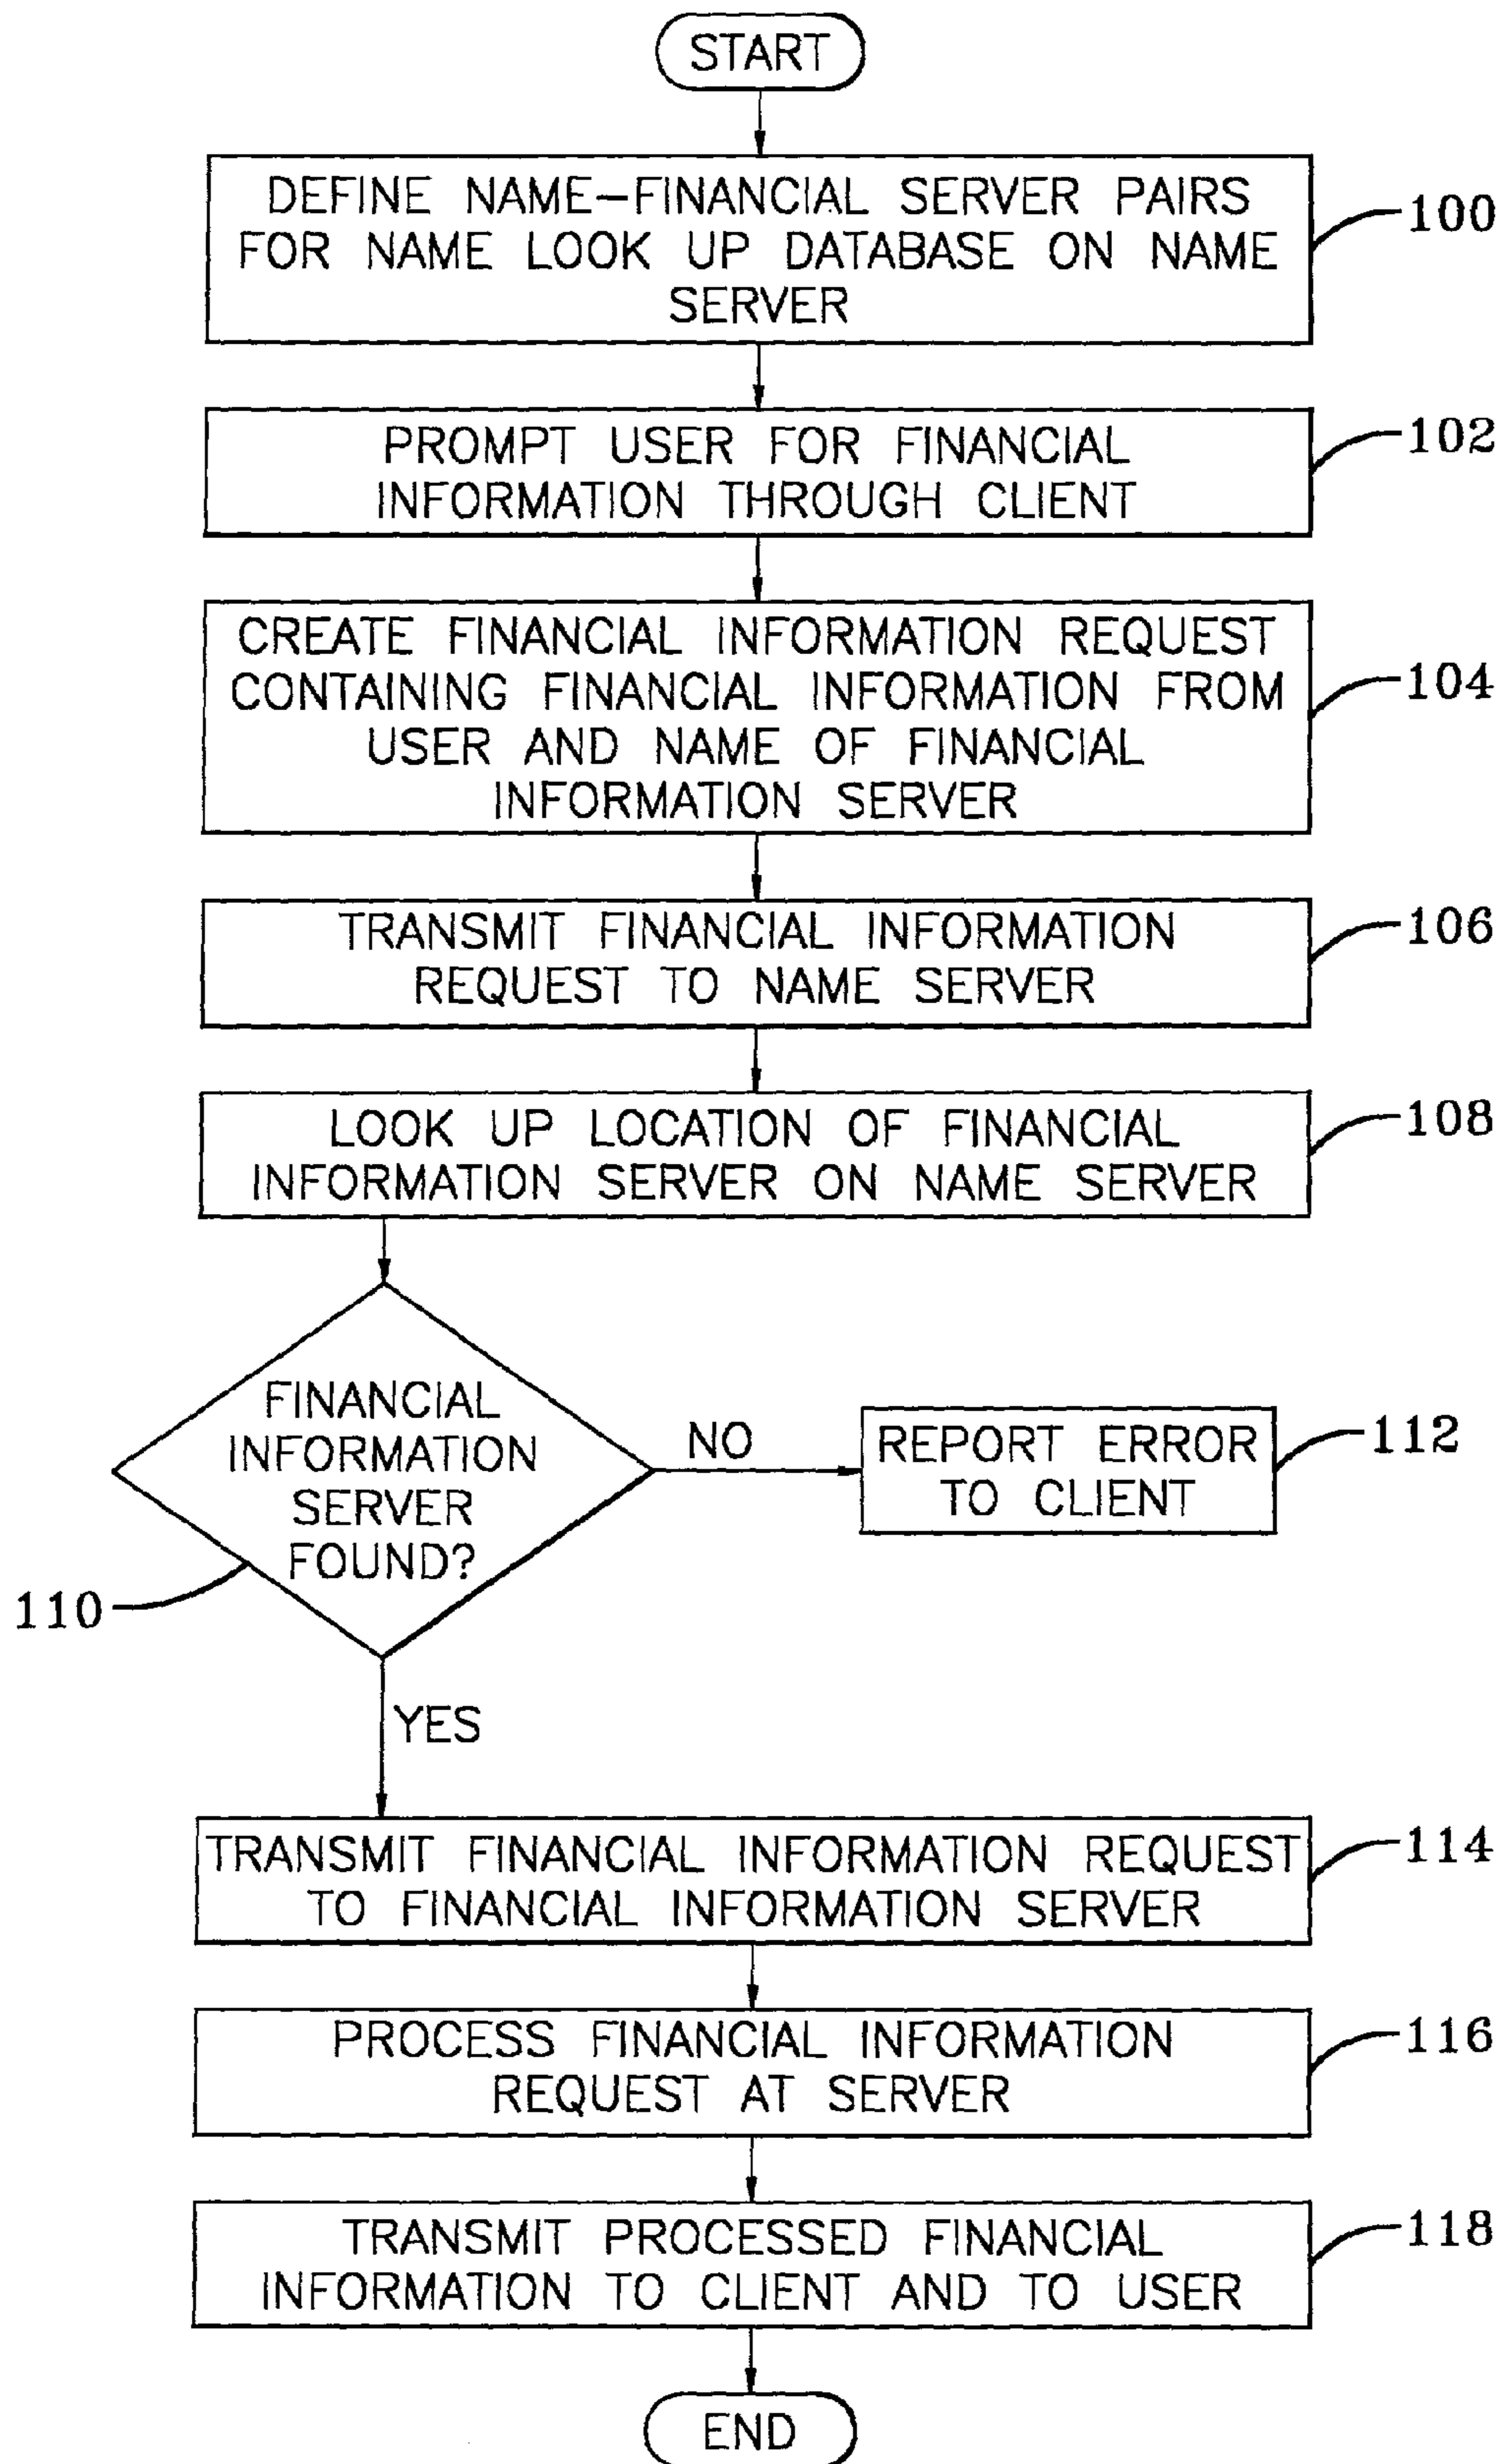 START
DEFINE NAME-FINANCIAL SERVER PAIRS
FOR NAME LOOK UP DATABASE ON NAME
SERVER
100
PROMPT USER FOR FINANCIAL
INFORMATION THROUGH CLIENT
102
CREATE FINANCIAL INFORMATION REQUEST
CONTAINING FINANCIAL INFORMATION FROM
USER AND NAME OF FINANCIAL
INFORMATION SERVER
104
TRANSMIT FINANCIAL INFORMATION
REQUEST TO NAME SERVER
106
LOOK UP LOCATION OF FINANCIAL
INFORMATION SERVER ON NAME SERVER
108
FINANCIAL
INFORMATION
SERVER
FOUND?
110
NO
REPORT ERROR
TO CLIENT
112
YES
TRANSMIT FINANCIAL INFORMATION REQUEST
TO FINANCIAL INFORMATION SERVER
114
PROCESS FINANCIAL INFORMATION
REQUEST AT SERVER
116
TRANSMIT PROCESSED FINANCIAL
INFORMATION TO CLIENT AND TO USER
118
END